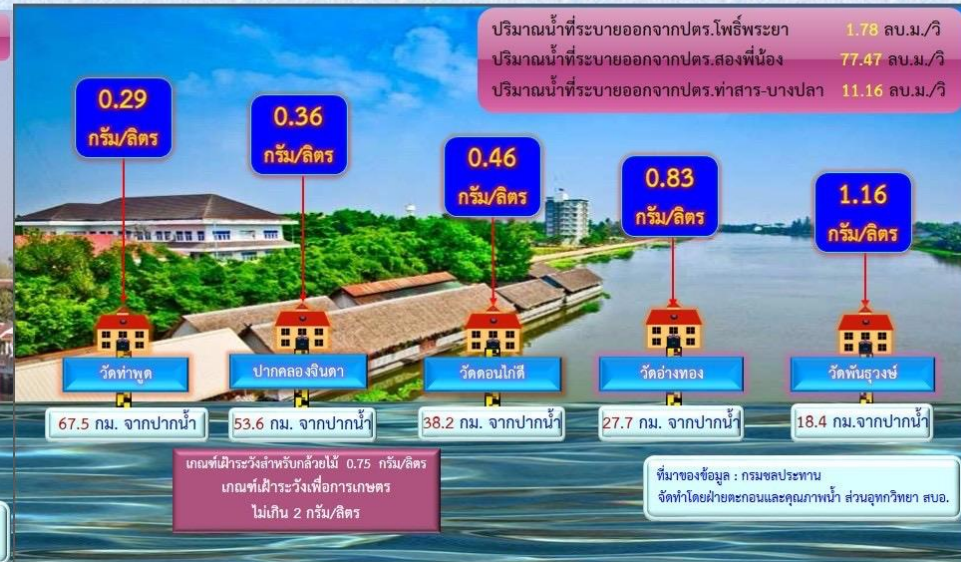 ปริมาณน้ำที่ระบายออกจากปตร.โพธิ์พระยา 1.78 ลบ.ม./วิ
ปริมาณน้ำที่ระบายออกจากปตร.สองพี่น้อง 77.47 ลบ.ม./วิ
ปริมาณน้ำที่ระบายออกจากปตร.ท่าสาร-บางปลา 11.16 ลบ.ม./วิ
0.29
กรัม/ลิตร
0.36
กรัม/ลิตร
0.46
กรัม/ลิตร
0.83
กรัม/ลิตร
1.16
กรัม/ลิตร
วัดท่าพูด
ปากคลองจินดา
วัดดอนไก่ดี
วัดอ่างทอง
วัดพันธุวงษ์
67.5 กม. จากปากน้ำ
53.6 กม. จากปากน้ำ
38.2 กม. จากปากน้ำ
27.7 กม. จากปากน้ำ
18.4 กม.จากปากน้ำ
เกณฑ์เฝ้าระวังสำหรับกล้วยไม้ 0.75 กรัม/ลิตร
เกณฑ์เฝ้าระวังเพื่อการเกษตร
ไม่เกิน 2 กรัม/ลิตร
ที่มาของข้อมูล : กรมชลประทาน
จัดทำโดยฝ่ายตะกอนและคุณภาพน้ำ ส่วนอุทกวิทยา สบอ.